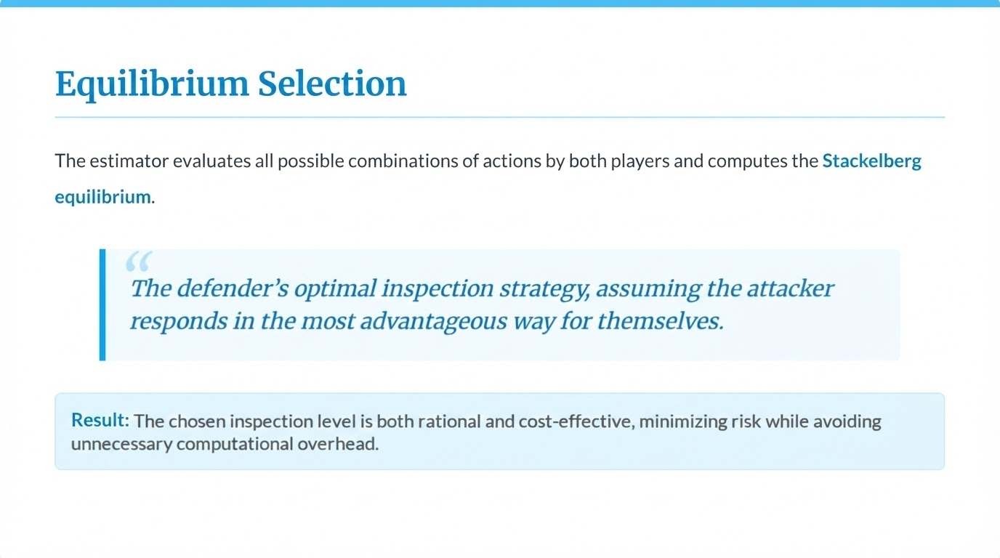 Equilibrium Selection
The estimator evaluates all possible combinations of actions by both players and computes the Stackelberg
equilibrium.
“
The defender’s optimal inspection strategy, assuming the attacker
responds in the most advantageous way for themselves.
Result: The chosen inspection level is both rational and cost-effective, minimizing risk while avoiding
unnecessary computational overhead.